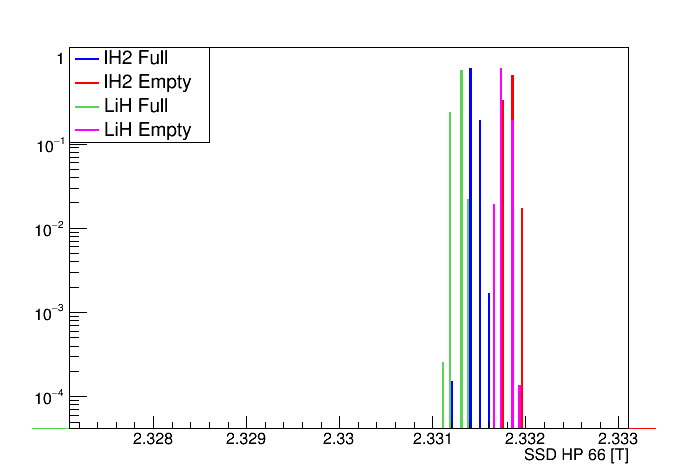 1
10⁻¹
10⁻²
10⁻³
10⁻⁴
IH2 Full
IH2 Empty
LiH Full
LiH Empty
2.328 2.329 2.33 2.331 2.332 2.333
SSD HP 66 [T]